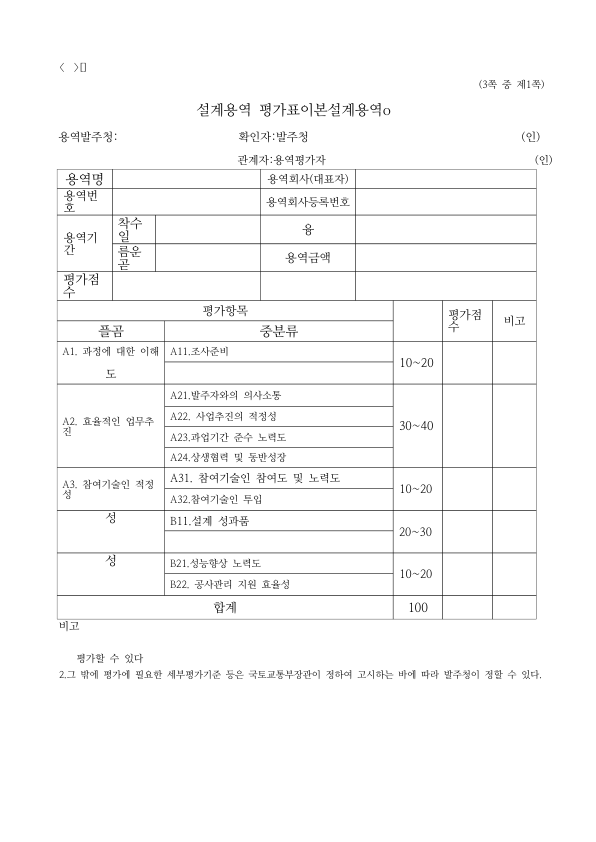 〈 〉[]
(3쪽 중 제1쪽)
설계용역 평가표이본설계용역o
용역발주청: 확인자:발주청 (인)
관계자:용역평가자 (인)
용역명 용역회사(대표자)
용역번호 용역회사등록번호
용역기간 착수일 융
름운곧 용역금액
평가점수
평가항목 평가점수 비고
플곰 중분류
A1. 과정에 대한 이해도 A11.조사준비 10~20
A2. 효율적인 업무추진 A21.발주자와의 의사소통 30~40
A22. 사업추진의 적정성
A23.과업기간 준수 노력도
A24.상생협력 및 동반성장
A3. 참여기술인 적정성 A31. 참여기술인 참여도 및 노력도 10~20
A32.참여기술인 투입
성 B11.설계 성과품 20~30
성 B21.성능향상 노력도 10~20
B22. 공사관리 지원 효율성
합계 100
비고
평가할 수 있다
2.그 밖에 평가에 필요한 세부평가기준 등은 국토교통부장관이 정하여 고시하는 바에 따라 발주청이 정할 수 있다.